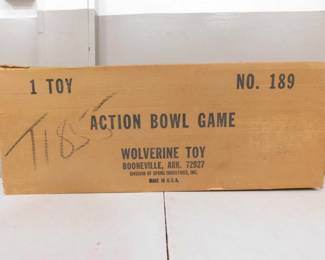 1 TOY NO. 189
T1855
ACTION BOWL GAME
WOLVERINE TOY
BOONEVILLE, ARK. 72927
DIVISION OF SPANG INDUSTRIES, INC.
MADE IN U.S.A.